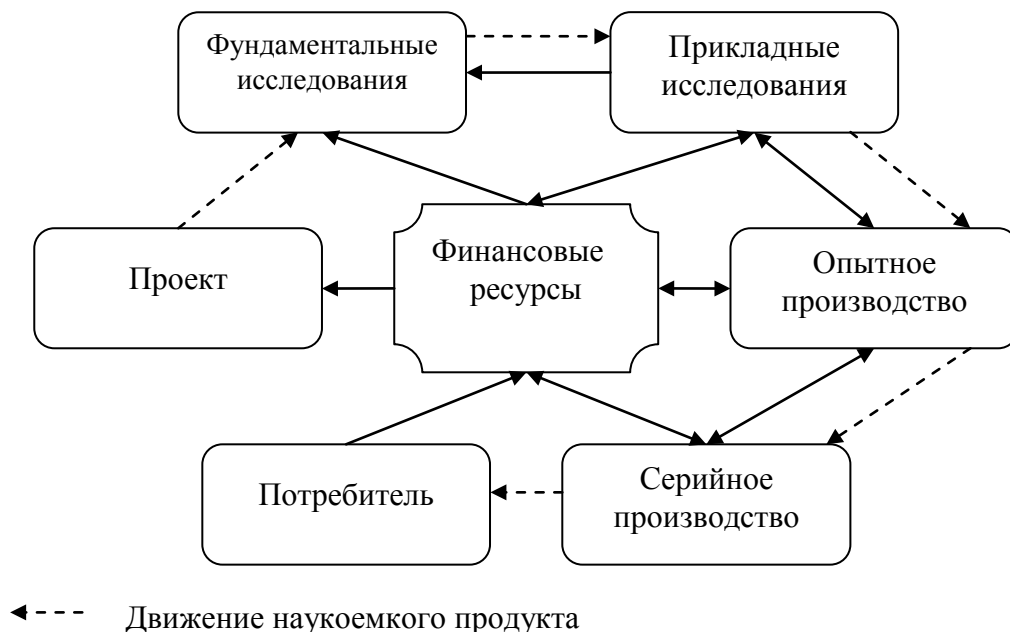 Фундаментальные
исследования
Прикладные
исследования
Проект
Финансовые
ресурсы
Опытное
производство
Потребитель
Серийное
производство
Движение наукоемкого продукта